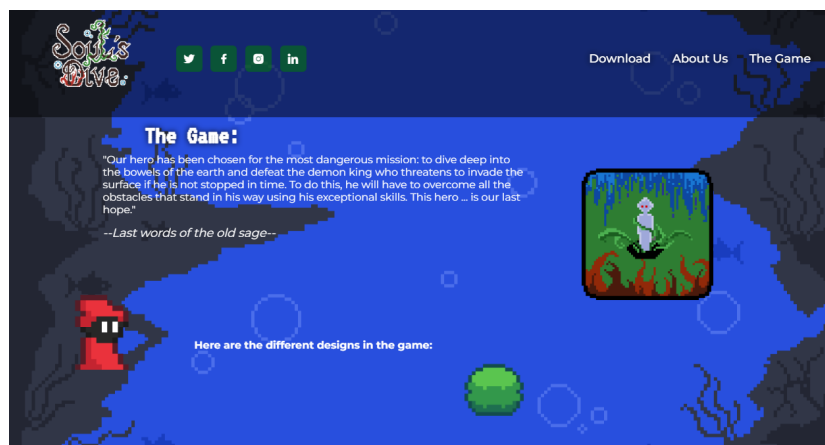 Soul's
Dive
Download About Us The Game
The Game:
"Our hero has been chosen for the most dangerous mission: to dive deep into
the bowels of the earth and defeat the demon king who threatens to invade the
surface if he is not stopped in time. To do this, he will have to overcome all the
obstacles that stand in his way using his exceptional skills. This hero ... is our last
hope."
--Last words of the old sage--
Here are the different designs in the game: